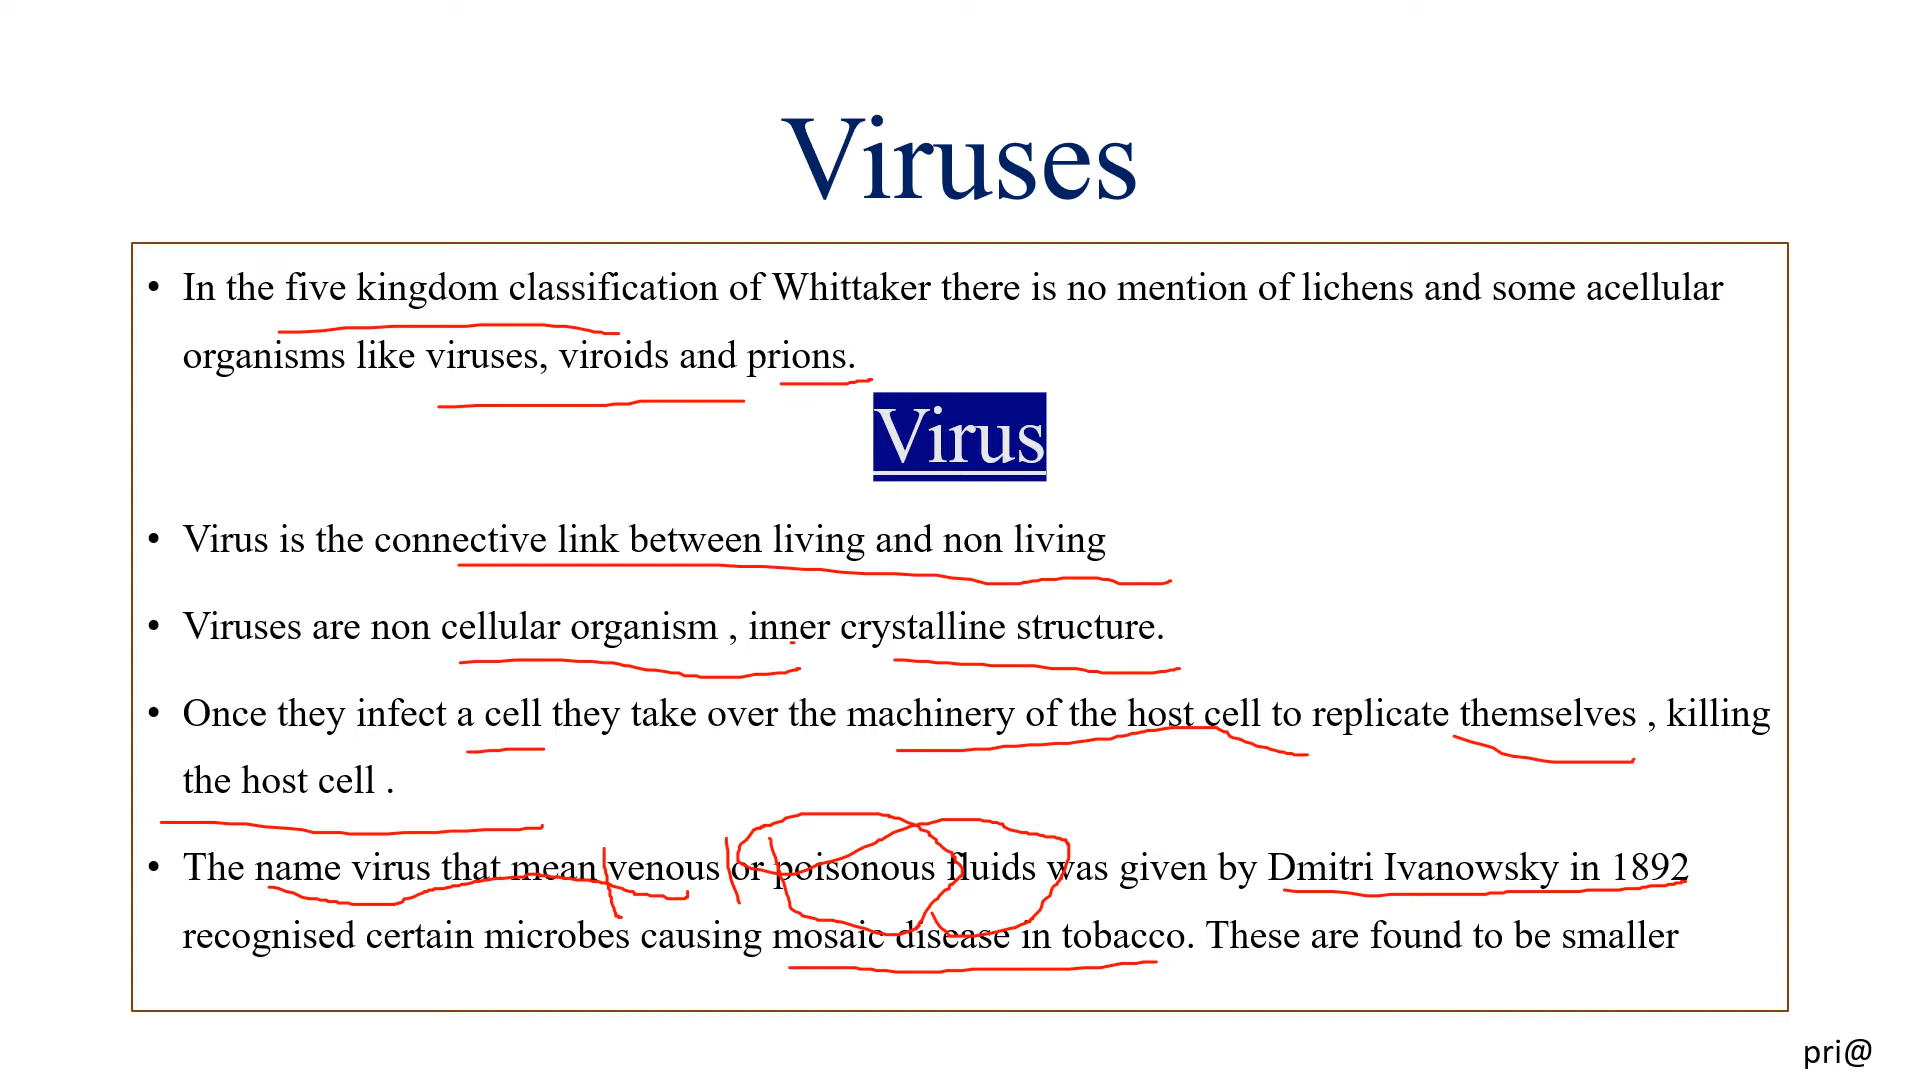 Viruses
• In the five kingdom classification of Whittaker there is no mention of lichens and some acellular
organisms like viruses, viroids and prions.
Virus
• Virus is the connective link between living and non living
• Viruses are non cellular organism , inner crystalline structure.
• Once they infect a cell they take over the machinery of the host cell to replicate themselves , killing
the host cell .
• The name virus that mean venous or poisonous fluids was given by Dmitri Ivanowsky in 1892
recognised certain microbes causing mosaic disease in tobacco. These are found to be smaller
pri@